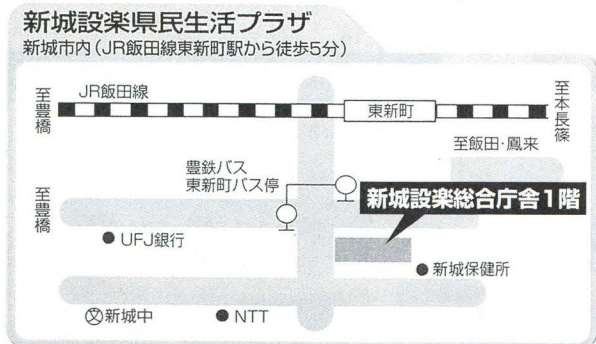 新城設楽県民生活プラザ
新城市内(JR飯田線東新町駅から徒歩5分)
至豊橋
JR飯田線
東新町
至本長篠
至飯田・鳳来
豊鉄バス
東新町バス停
至豊橋
新城設楽総合庁舎1階
UFJ銀行
新城保健所
文新城中
NTT